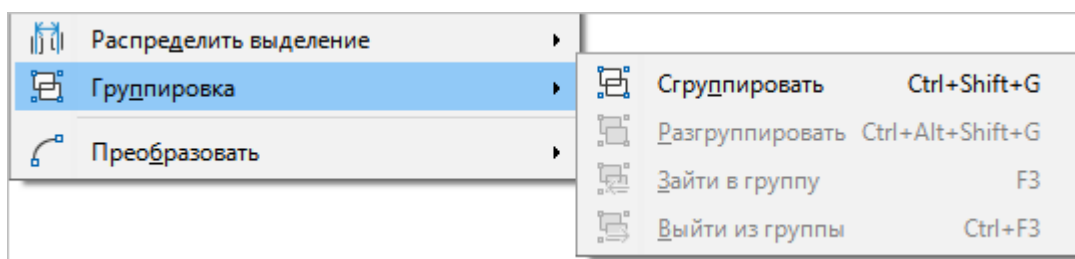 Распределить выделение
Группировка
Преобразовать
Сгруппировать Ctrl+Shift+G
Разгруппировать Ctrl+Alt+Shift+G
Зайти в группу F3
Выйти из группы Ctrl+F3